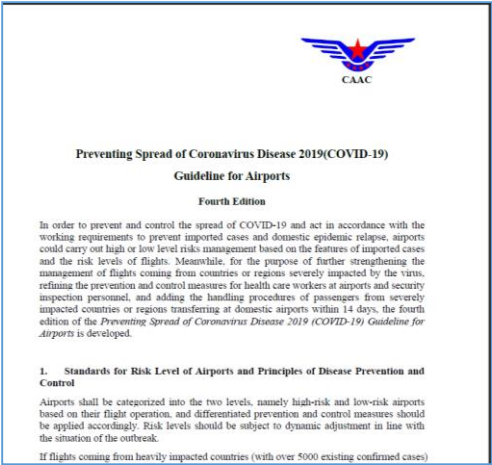 CAAC
Preventing Spread of Coronavirus Disease 2019(COVID-19)
Guideline for Airports
Fourth Edition
In order to prevent and control the spread of COVID-19 and act in accordance with the
working requirements to prevent imported cases and domestic epidemic relapse, airports
could carry out high or low level risks management based on the features of imported cases
and the risk levels of flights. Meanwhile, for the purpose of further strengthening the
management of flights coming from countries or regions severely impacted by the virus,
refining the prevention and control measures for health care workers at airports and security
inspection personnel, and adding the handling procedures of passengers from severely
impacted countries or regions transferring at domestic airports within 14 days, the fourth
edition of the Preventing Spread of Coronavirus Disease 2019 (COVID-19) Guideline for
Airports is developed.
1. Standards for Risk Level of Airports and Principles of Disease Prevention and
Control
Airports shall be categorized into the two levels, namely high-risk and low-risk airports
based on their flight operation, and differentiated prevention and control measures should
be applied accordingly. Risk levels should be subject to dynamic adjustment in line with
the situation of the outbreak.
If flights coming from heavily impacted countries (with over 5000 existing confirmed cases)